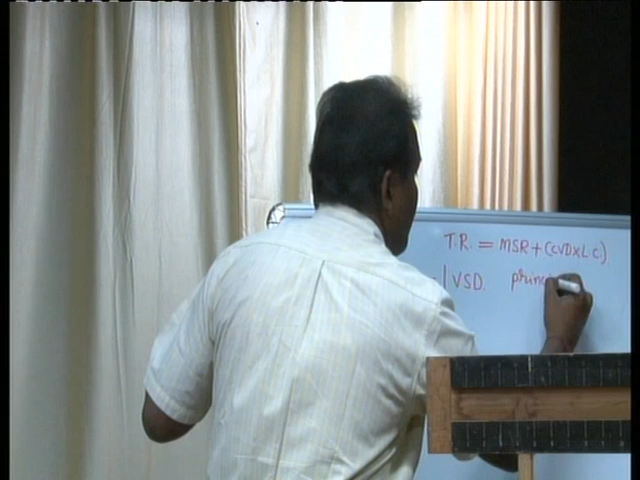 T.R. = MSR+(CVD×L.C)
-1 VSD. princ